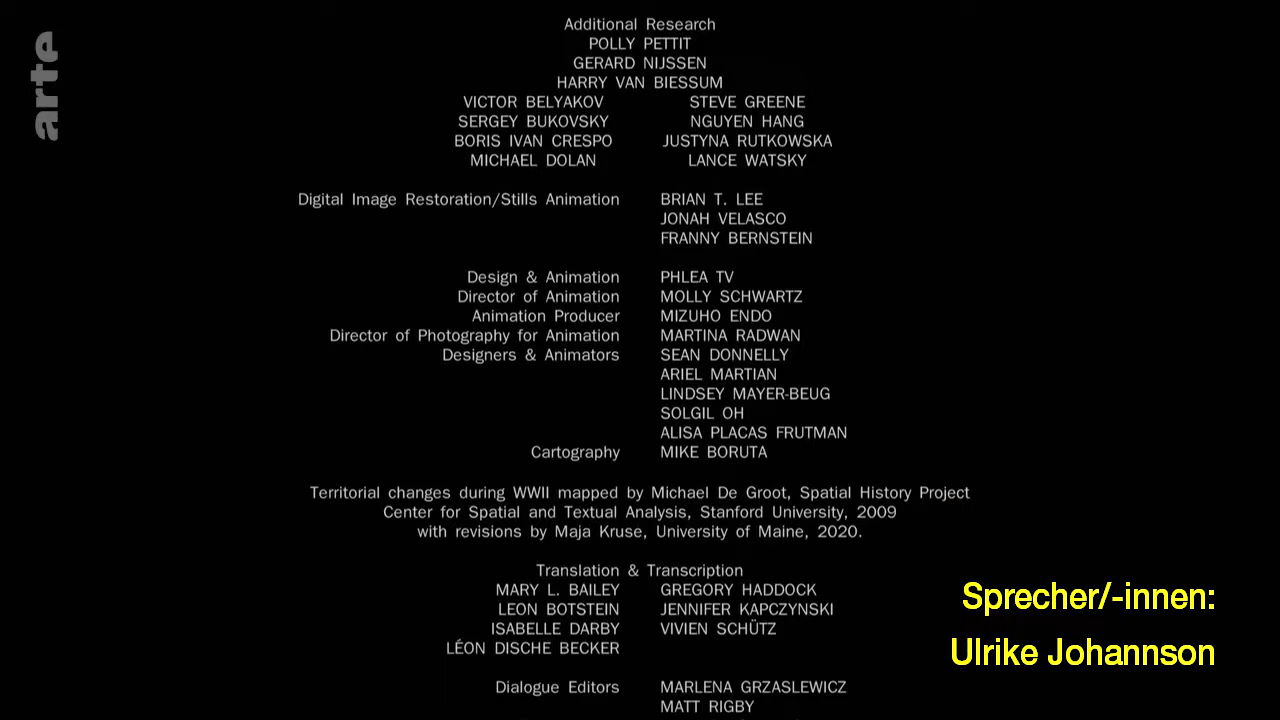 arte
Additional Research
POLLY PETTIT
GERARD NIJSSEN
HARRY VAN BIESSUM
VICTOR BELYAKOV STEVE GREENE
SERGEY BUKOVSKY NGUYEN HANG
BORIS IVAN CRESPO JUSTYNA RUTKOWSKA
MICHAEL DOLAN LANCE WATSKY
Digital Image Restoration/Stills Animation BRIAN T. LEE
JONAH VELASCO
FRANNY BERNSTEIN
Design & Animation PHLEA TV
Director of Animation MOLLY SCHWARTZ
Animation Producer MIZUHO ENDO
Director of Photography for Animation MARTINA RADWAN
Designers & Animators SEAN DONNELLY
ARIEL MARTIAN
LINDSEY MAYER-BEUG
SOLGIL OH
ALISA PLACAS FRUTMAN
Cartography MIKE BORUTA
Territorial changes during WWII mapped by Michael De Groot, Spatial History Project
Center for Spatial and Textual Analysis, Stanford University, 2009
with revisions by Maja Kruse, University of Maine, 2020.
Translation & Transcription
MARY L. BAILEY GREGORY HADDOCK
LEON BOTSTEIN JENNIFER KAPCZYNSKI
ISABELLE DARBY VIVIEN SCHÜTZ
LÉON DISCHE BECKER
Dialogue Editors MARLENA GRZASLEWICZ
MATT RIGBY
Sprecher/-innen:
Ulrike Johannson